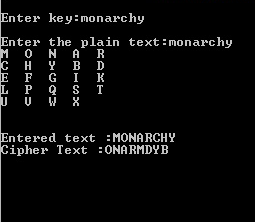 Enter key:monarchy
Enter the plain text:monarchy
M O N A R
C H Y B D
E F G I K
L P Q S T
U V W X
Entered text :MONARCHY
Cipher Text :ONARMDYB